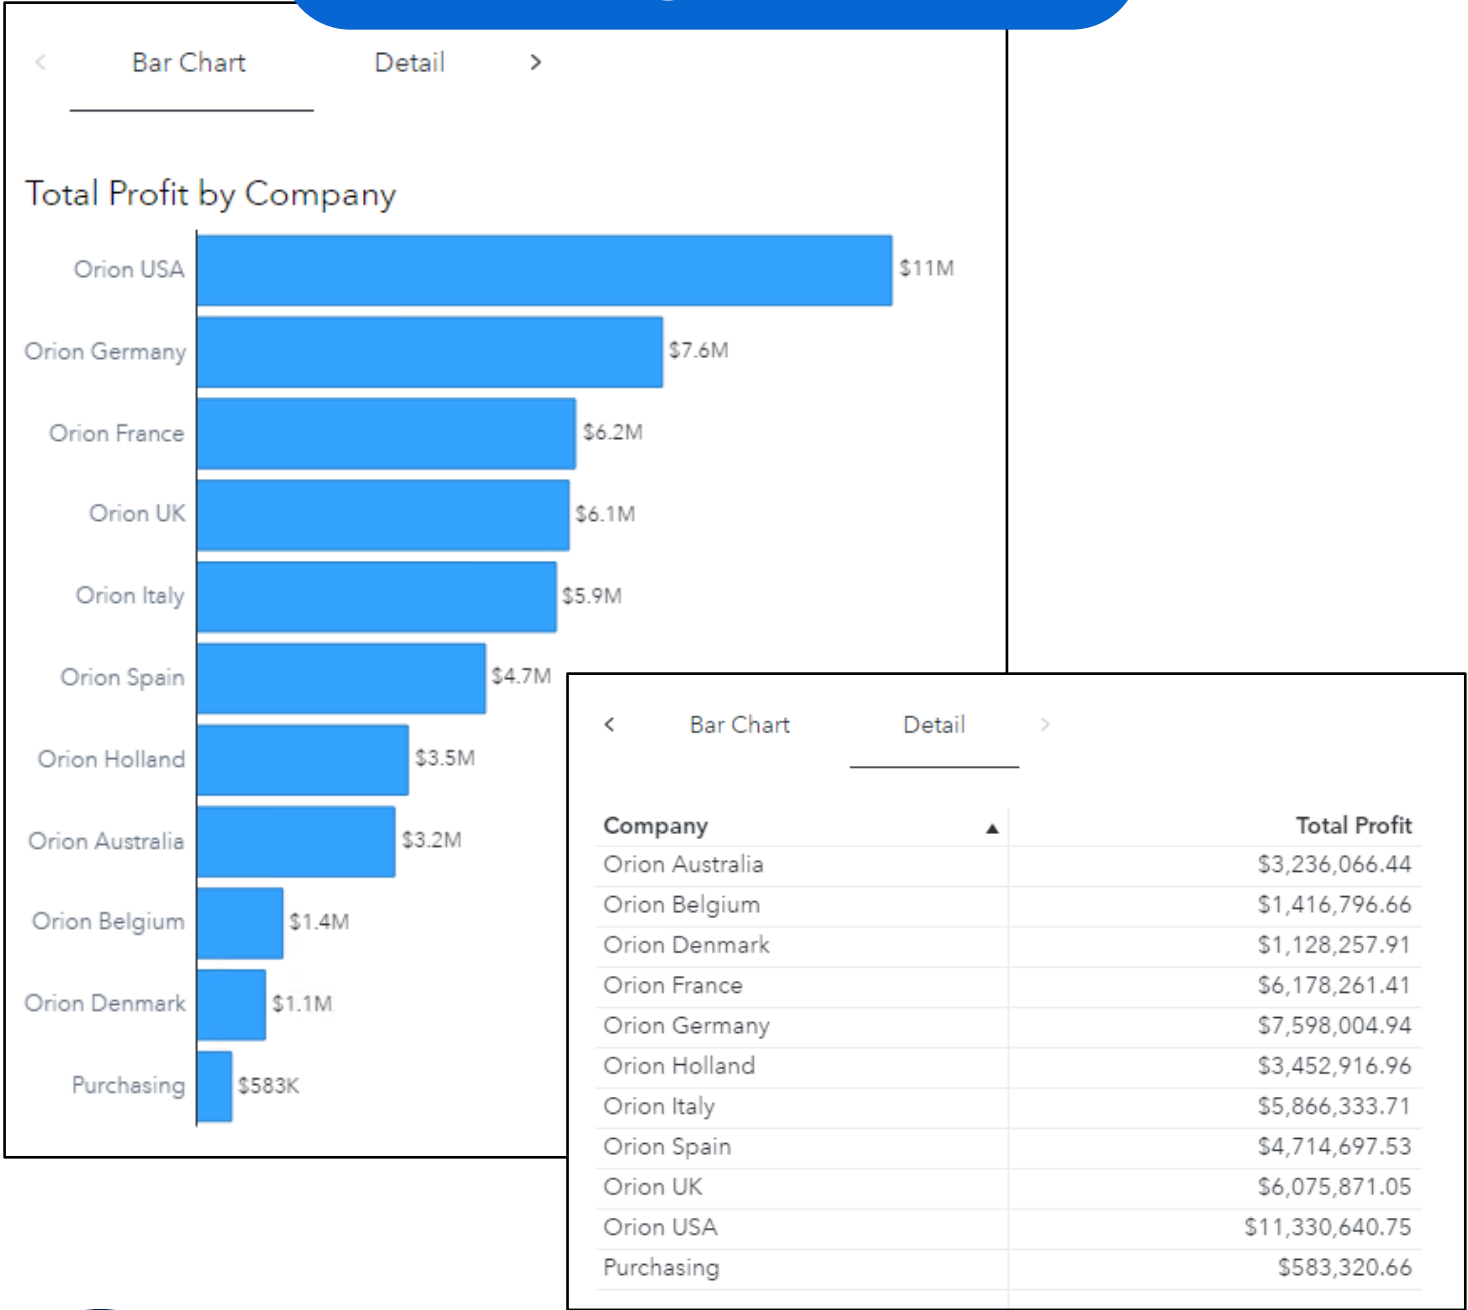 Bar Chart Detail
Total Profit by Company
Orion USA $11M
Orion Germany $7.6M
Orion France $6.2M
Orion UK $6.1M
Orion Italy $5.9M
Orion Spain $4.7M
Orion Holland $3.5M
Orion Australia $3.2M
Orion Belgium $1.4M
Orion Denmark $1.1M
Purchasing $583K
Bar Chart Detail
Company Total Profit
Orion Australia $3,236,066.44
Orion Belgium $1,416,796.66
Orion Denmark $1,128,257.91
Orion France $6,178,261.41
Orion Germany $7,598,004.94
Orion Holland $3,452,916.96
Orion Italy $5,866,333.71
Orion Spain $4,714,697.53
Orion UK $6,075,871.05
Orion USA $11,330,640.75
Purchasing $583,320.66